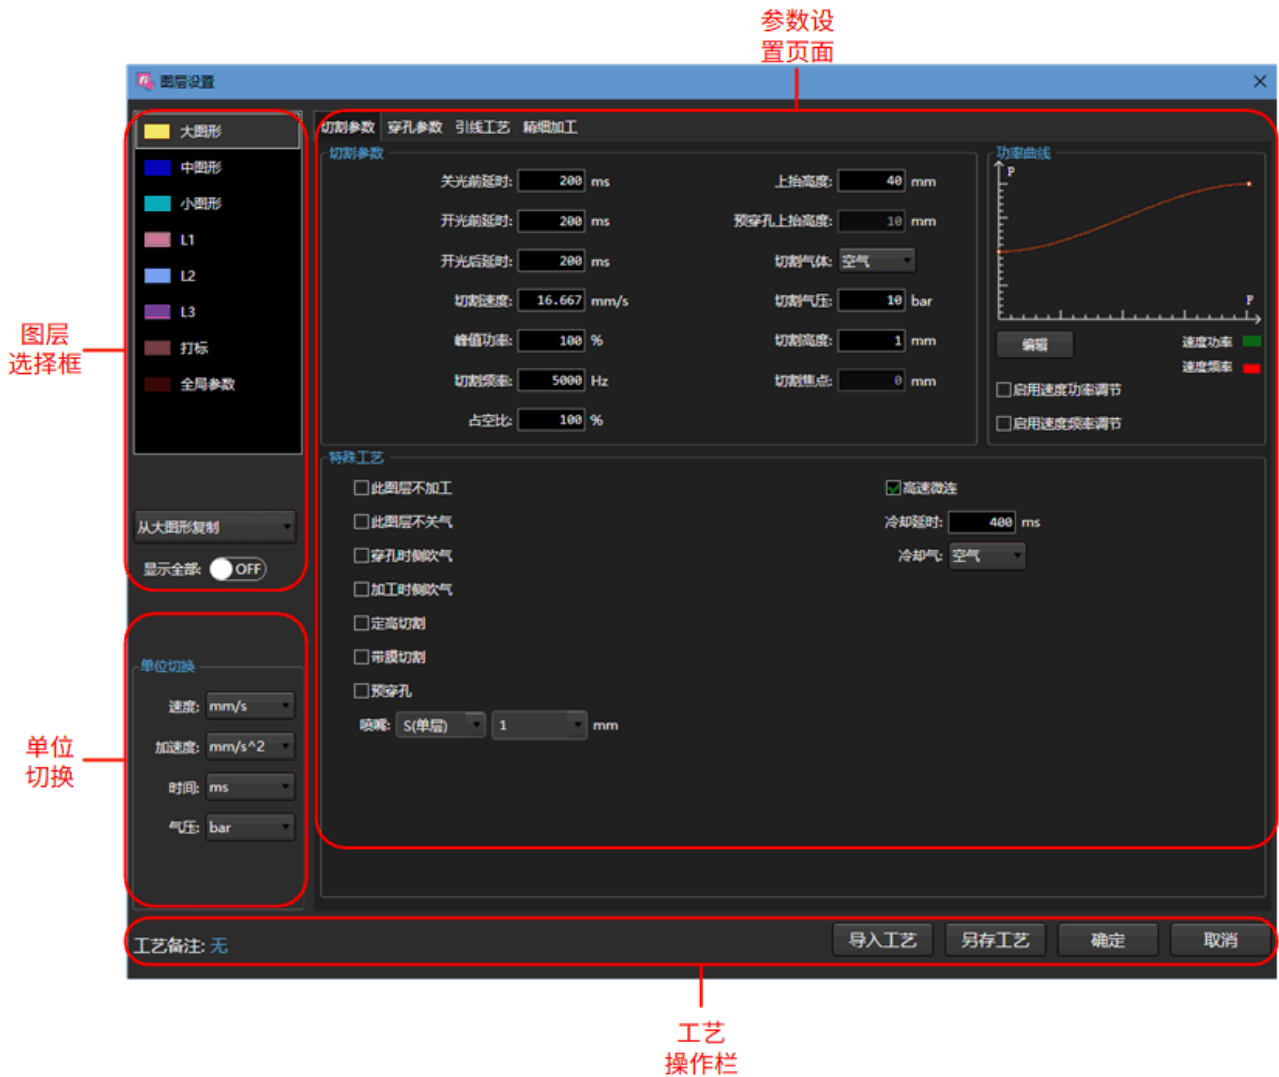 参数设
置页面
图层设置
大图形
中图形
小图形
L1
L2
L3
打标
全局参数
从大图形复制
显示全部: OFF
图层
选择框
切割参数 穿孔参数 引线工艺 精细加工
切割参数
关光前延时: 200 ms
开光前延时: 200 ms
开光后延时: 200 ms
切割速度: 16.667 mm/s
峰值功率: 100 %
切割频率: 5000 Hz
占空比: 100 %
上抬高度: 40 mm
预穿孔上抬高度: 10 mm
切割气体: 空气
切割气压: 10 bar
切割高度: 1 mm
切割焦点: 0 mm
功率曲线
P
F
编辑
速度功率
速度频率
启用速度功率调节
启用速度频率调节
特殊工艺
此图层不加工
此图层不关气
穿孔时侧吹气
加工时侧吹气
定高切割
带膜切割
预穿孔
喷嘴: S(单层) 1 mm
高速微连
冷却延时: 400 ms
冷却气: 空气
单位切换
速度: mm/s
加速度: mm/s^2
时间: ms
气压: bar
单位
切换
工艺备注: 无
导入工艺 另存工艺 确定 取消
工艺
操作栏